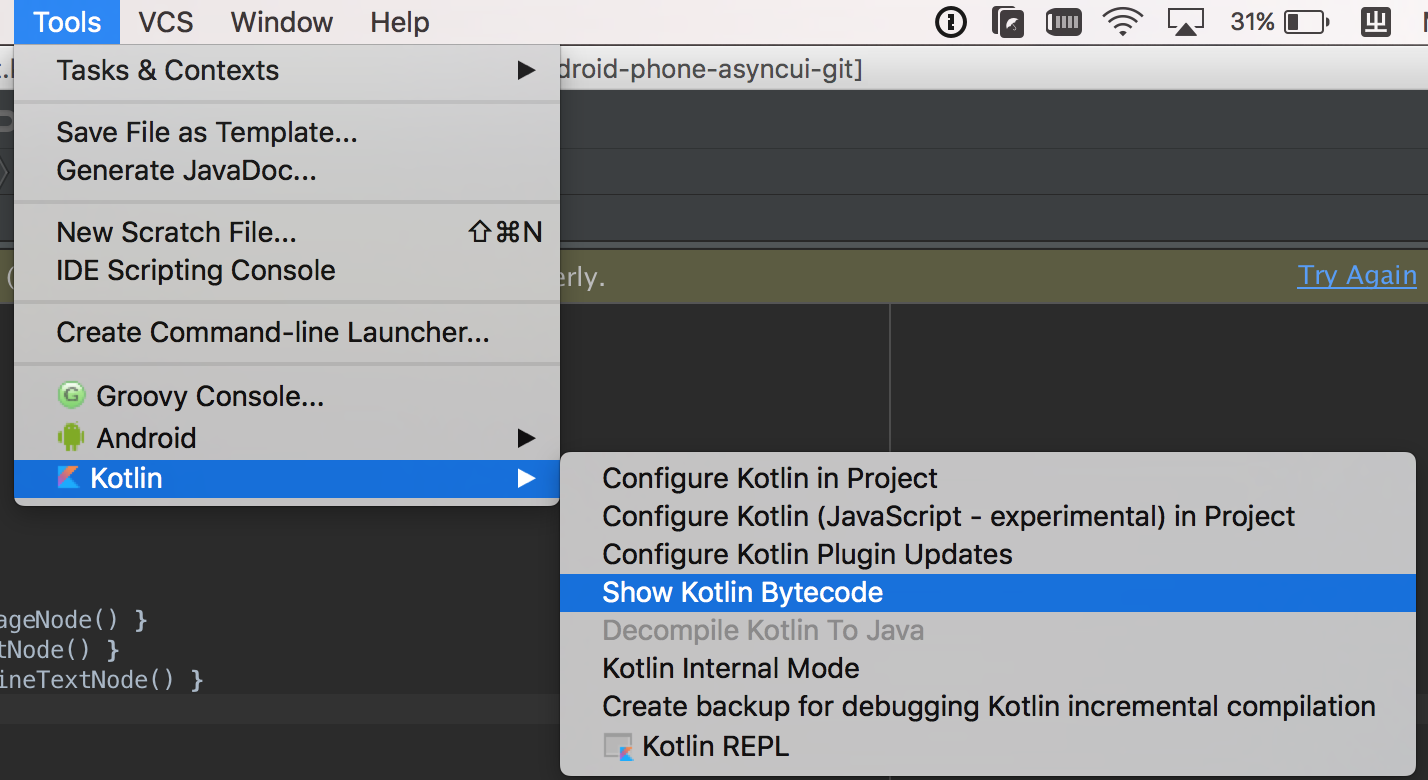 Tools VCS Window Help 31%
Tasks & Contexts droid-phone-asyncui-git]
Save File as Template...
Generate JavaDoc...
New Scratch File... ⇧⌘N
IDE Scripting Console
erly. Try Again
Create Command-line Launcher...
Groovy Console...
Android
Kotlin
Configure Kotlin in Project
Configure Kotlin (JavaScript - experimental) in Project
Configure Kotlin Plugin Updates
Show Kotlin Bytecode
Decompile Kotlin To Java
Kotlin Internal Mode
Create backup for debugging Kotlin incremental compilation
Kotlin REPL
ageNode() }
tNode() }
ineTextNode() }